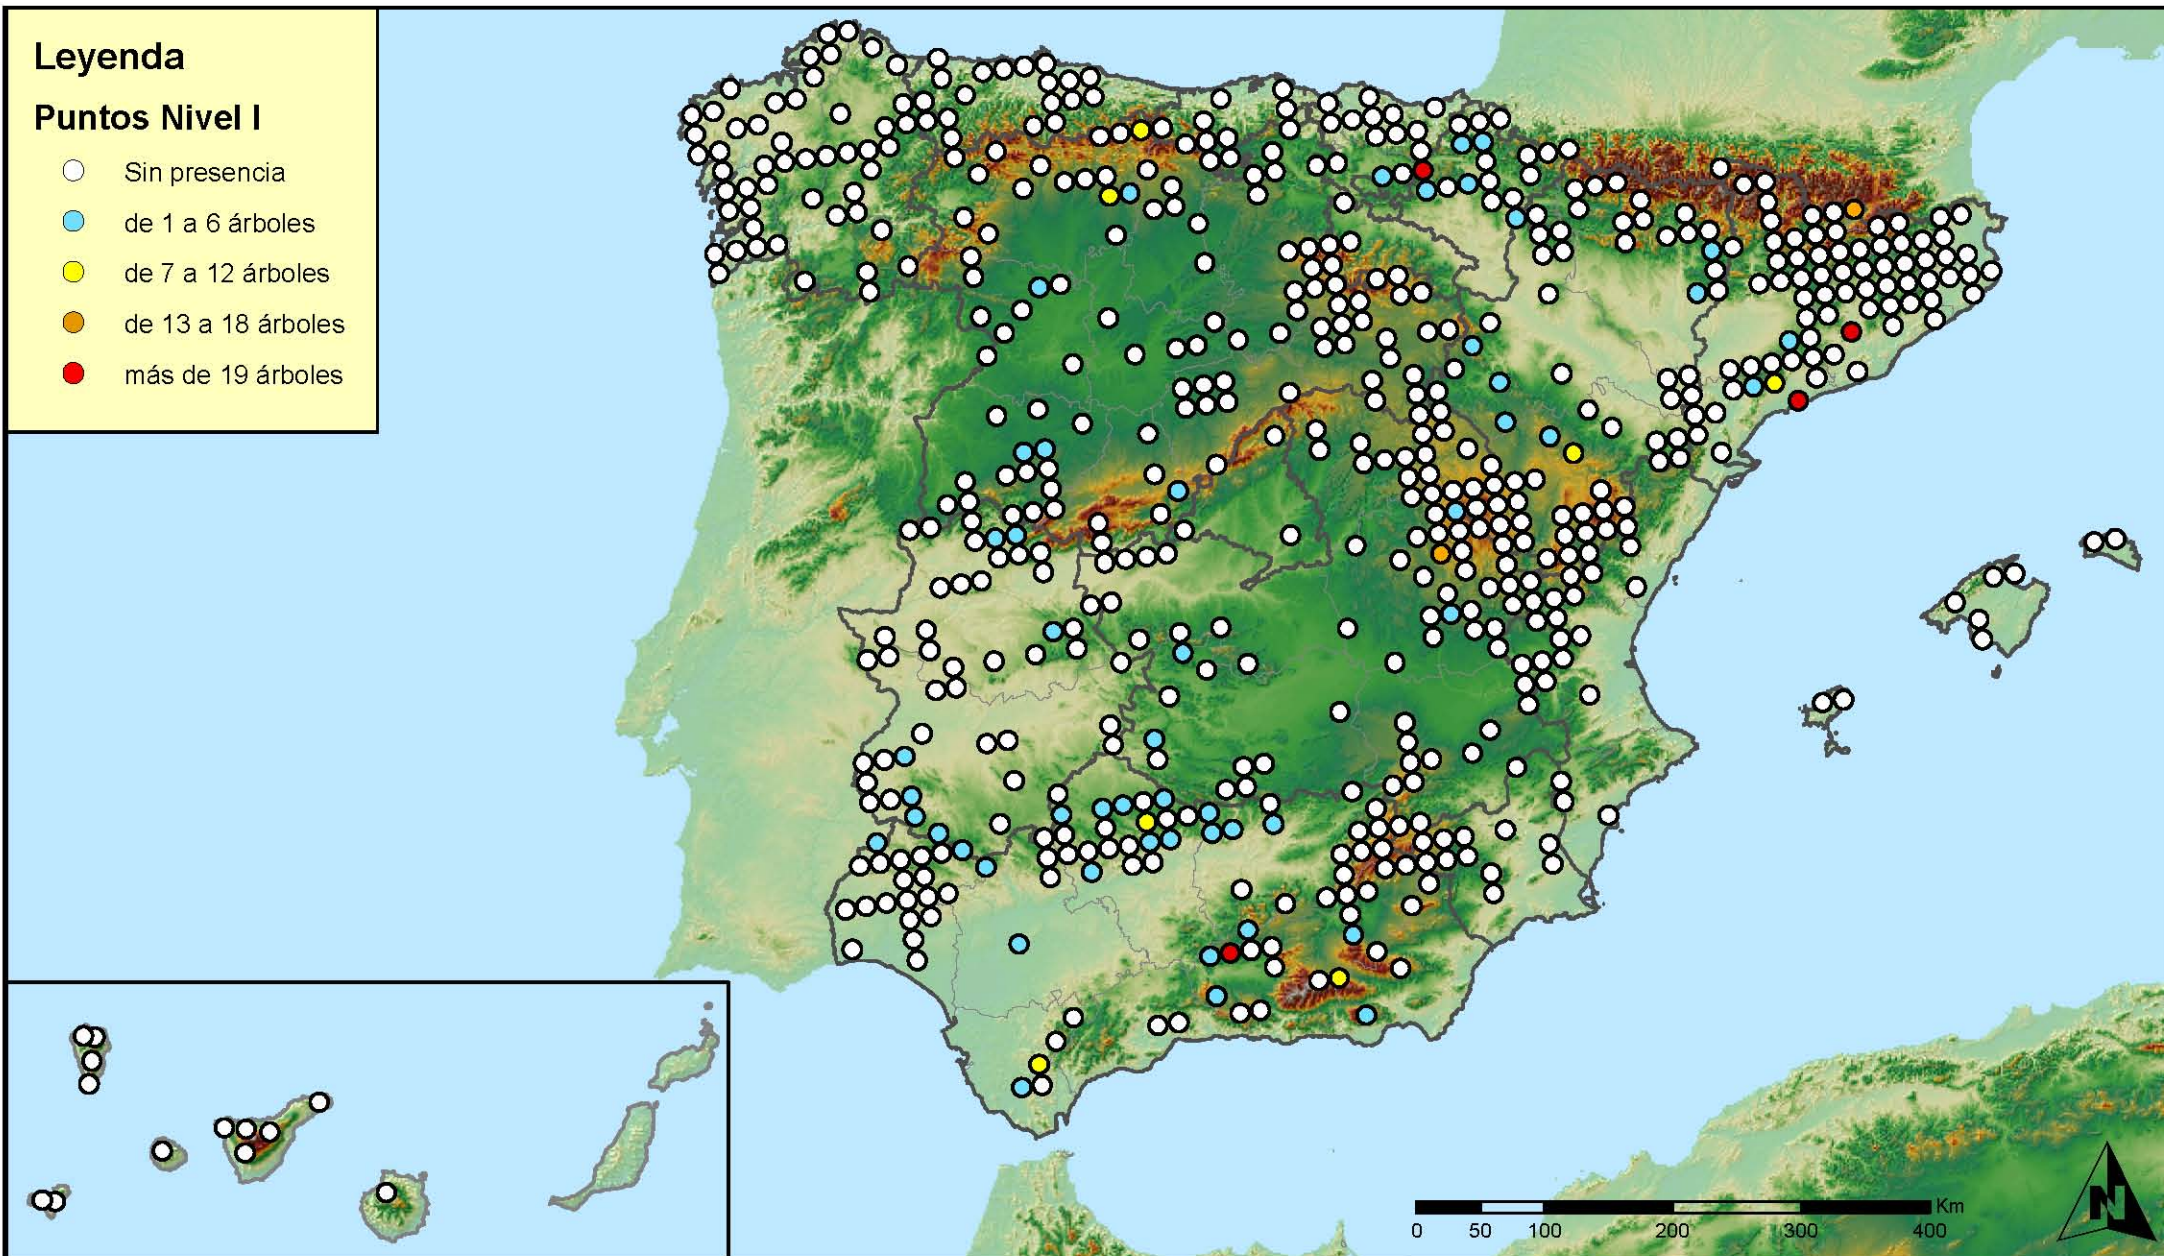 Leyenda
Puntos Nivel I
Sin presencia
de 1 a 6 árboles
de 7 a 12 árboles
de 13 a 18 árboles
más de 19 árboles
Km
0 50 100 200 300 400
N